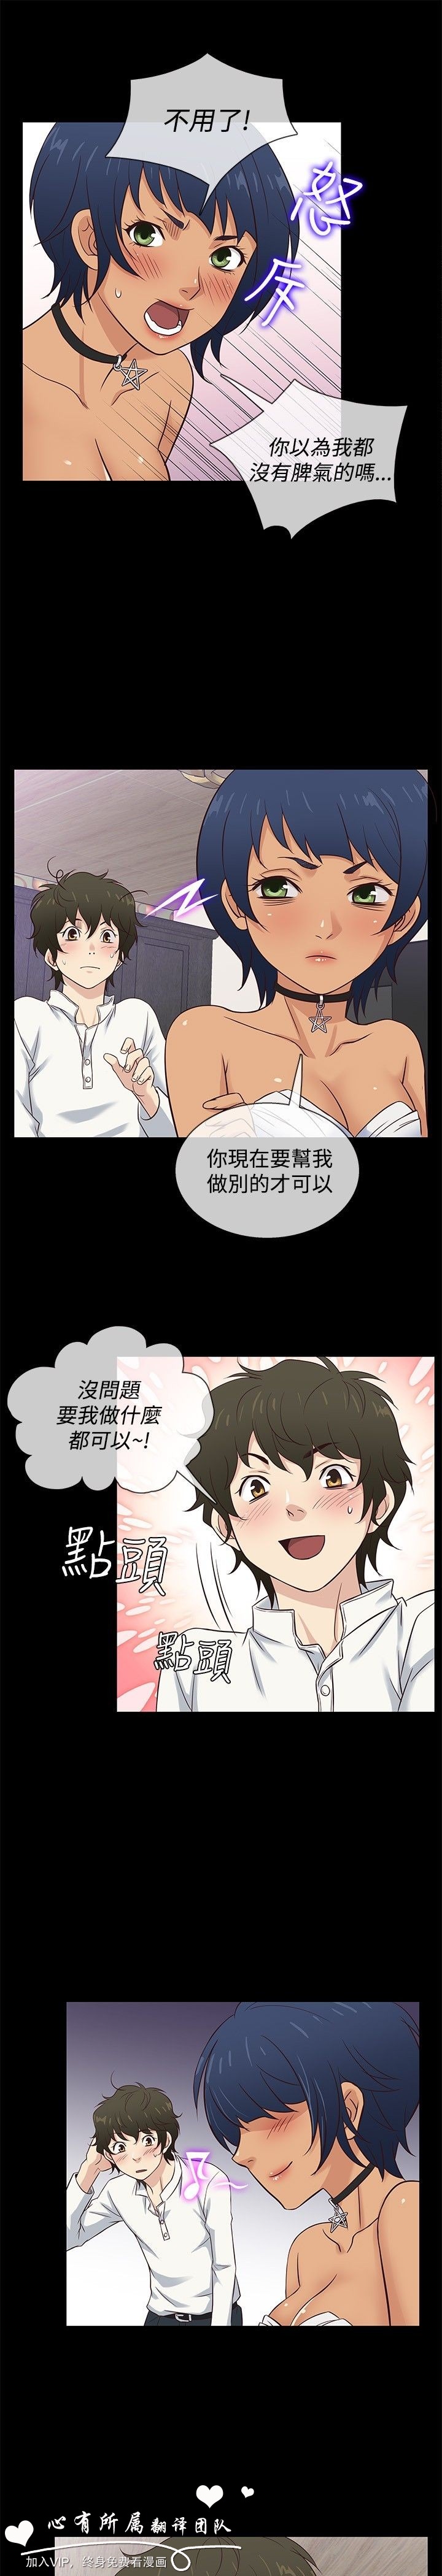 不用了!
怒
反
你以為我都
沒有脾氣的嗎...
你現在要幫我
做別的才可以
沒問題
要我做什麼
都可以~!
點頭
點頭
心有所属翻译团队
加入VIP，终身免费看漫画